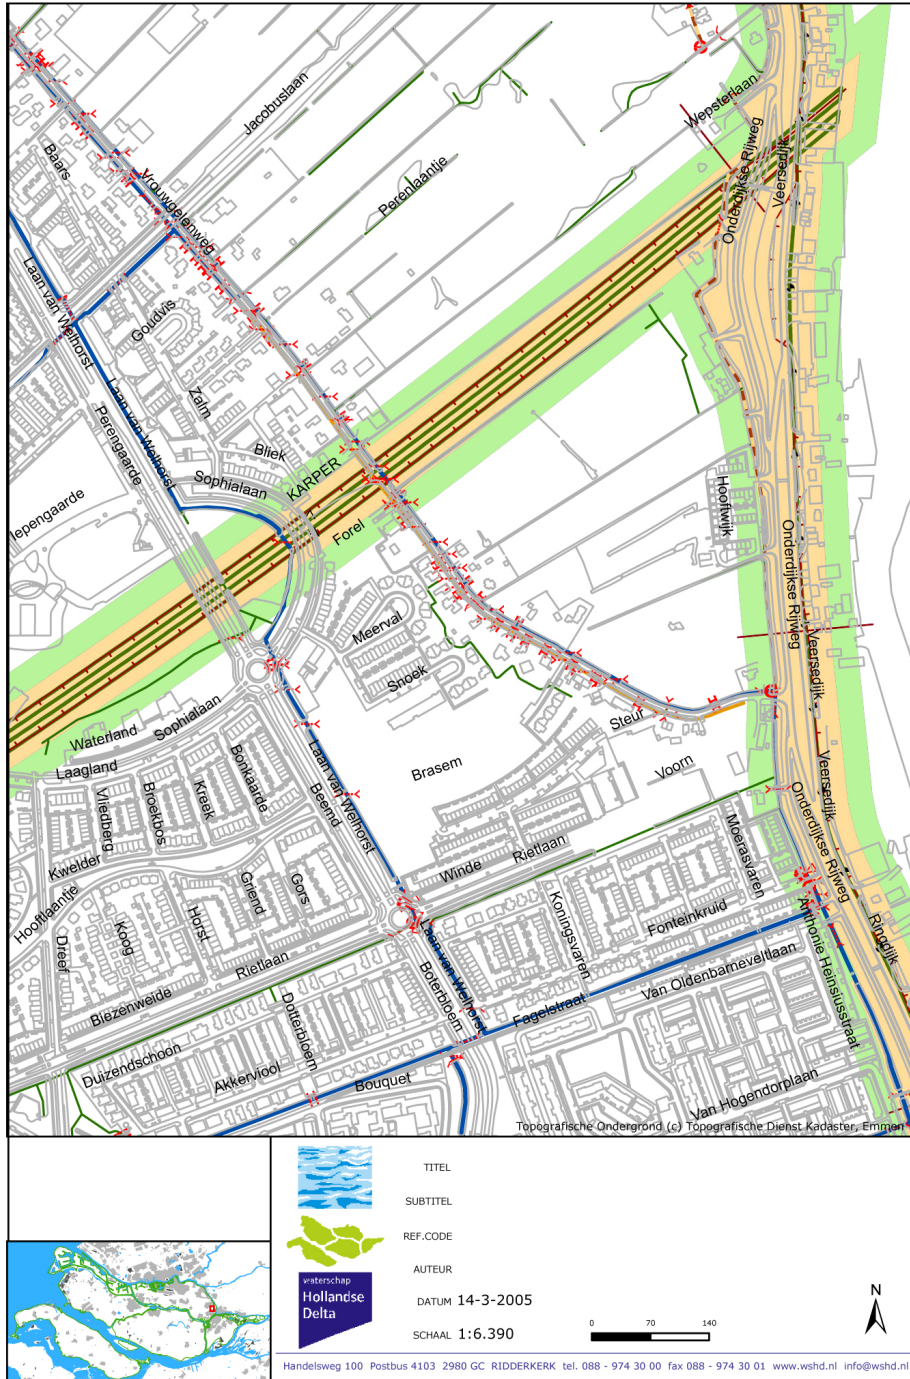 Jacobuslaan
Wepsterlaan
Baars
Vrouwgelenweg
Perenlaantje
Onderdijkse Rijweg
Veersedijk
Laan van Welhorst
Goudvis
Laan van Welhorst
Zalm
Perengaarde
Bliek
KARPER
Sophialaan
Forel
Hooftwijk
Onderdijkse Rijweg
iepengaarde
Meerval
Snoek
Veersedijk
Sophialaan
Steur
Waterland
Laagland
Laan van Welhorst
Brasem
Voorn
Veersedijk
Bonkaarde
Beemd
Kreek
Broekbos
Vliedberg
Onderdijkse Rijweg
Moerasvaren
Kwelder
Winde
Rietlaan
Hooftlaantje
Griend
Gors
Horst
Koog
Dreef
Koningsvaren
Fonteinkruid
Anthonie Heinsiusstraat
Ringdijk
Rietlaan
Laan van Welhorst
Boterbloem
Van Oldenbarneveltlaan
Biezenweide
Dotterbloem
Fagelstraat
Duizendschoon
Akkerviool
Bouquet
Van Hogendorplaan
Topografische Ondergrond (c) Topografische Dienst Kadaster, Emmen
TITEL
SUBTITEL
REF.CODE
AUTEUR
waterschap
Hollandse
Delta
DATUM 14-3-2005
SCHAAL 1:6.390
0 70 140
N
Handelsweg 100 Postbus 4103 2980 GC RIDDERKERK tel. 088 - 974 30 00 fax 088 - 974 30 01 www.wshd.nl info@wshd.nl